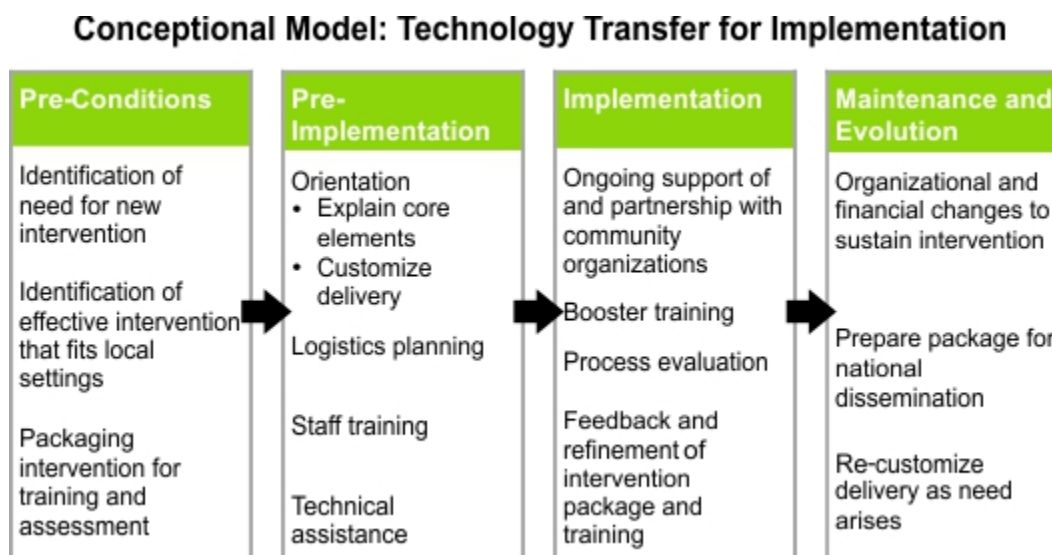 Conceptual Model: Technology Transfer for Implementation
Pre-Conditions
Identification of
need for new
intervention
Identification of
effective intervention
that fits local
settings
Packaging
intervention for
training and
assessment
Pre-
Implementation
Orientation
• Explain core
elements
• Customize
delivery
Logistics planning
Staff training
Technical
assistance
Implementation
Ongoing support of
and partnership with
community
organizations
Booster training
Process evaluation
Feedback and
refinement of
intervention
package and
training
Maintenance and
Evolution
Organizational and
financial changes to
sustain intervention
Prepare package for
national
dissemination
Re-customize
delivery as need
arises